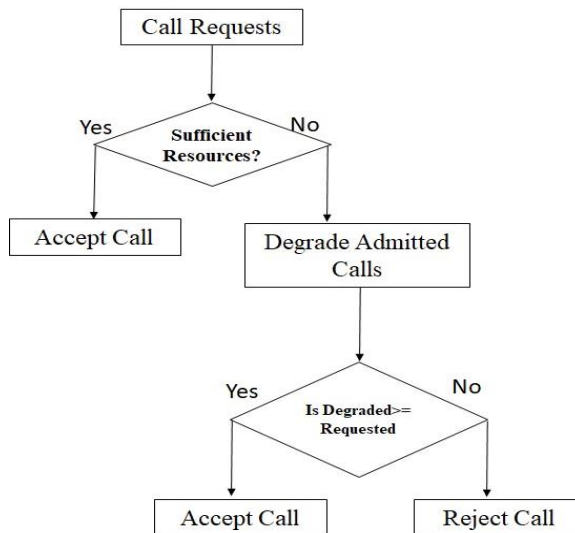 Call Requests
Yes
No
Sufficient
Resources?
Accept Call
Degrade Admitted
Calls
Yes
No
Is Degraded>=
Requested
Accept Call
Reject Call